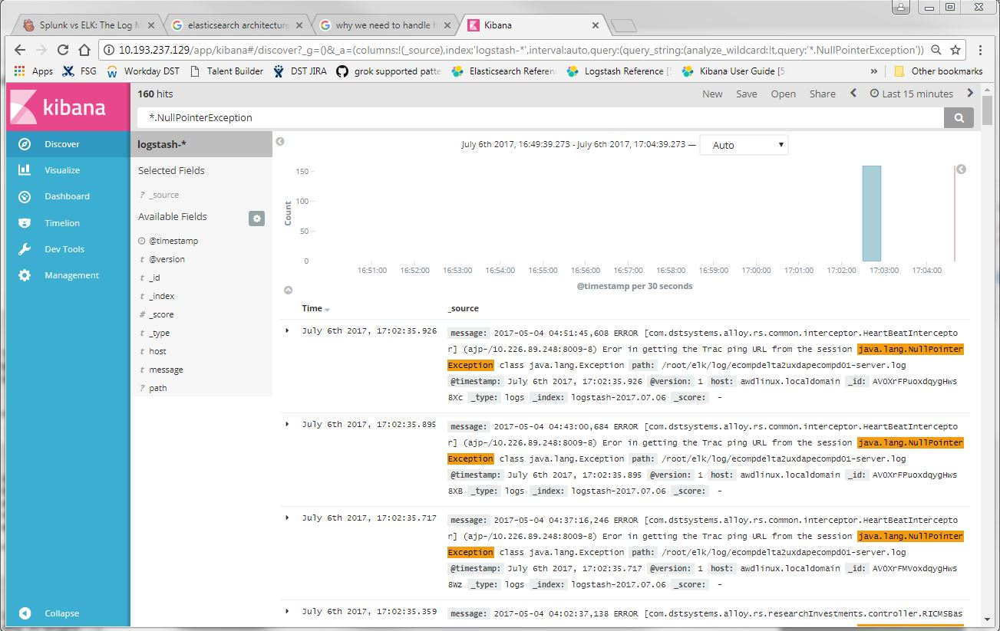 Splunk vs ELK: The Log M
elasticsearch architecture
why we need to handle h
Kibana
10.193.237.129/app/kibana#/discover?_g=()&_a=(columns:!(_source),index:'logstash-*',interval:auto,query:(query_string:(analyze_wildcard:!t,query:'*.NullPointerException'))
Apps FSG Workday DST Talent Builder DST JIRA grok supported patte Elasticsearch Referen Logstash Reference [ Kibana User Guide [5 » Other bookmarks
kibana
160 hits
New Save Open Share Last 15 minutes
*.NullPointerException
Discover
Visualize
Dashboard
Timelion
Dev Tools
Management
Collapse
logstash-*
Selected Fields
? _source
Available Fields
@timestamp
t @version
t _id
t _index
# _score
t _type
t host
t message
? path
July 6th 2017, 16:49:39.273 - July 6th 2017, 17:04:39.273 — Auto
Count
150
100
50
0
16:51:00 16:52:00 16:53:00 16:54:00 16:55:00 16:56:00 16:57:00 16:58:00 16:59:00 17:00:00 17:01:00 17:02:00 17:03:00 17:04:00
@timestamp per 30 seconds
Time _source
July 6th 2017, 17:02:35.926 message: 2017-05-04 04:51:45,608 ERROR [com.dstsystems.alloy.rs.common.interceptor.HeartBeatIntercepto
r] (ajp-/10.226.89.248:8009-8) Eror in getting the Trac ping URL from the session java.lang.NullPointer
Exception class java.lang.Exception path: /root/elk/log/ecompdelta2uxdapecompd01-server.log
@timestamp: July 6th 2017, 17:02:35.926 @version: 1 host: awdlinux.localdomain _id: AVOXrFPuoxdqygHws
8Xc _type: logs _index: logstash-2017.07.06 _score: -
July 6th 2017, 17:02:35.895 message: 2017-05-04 04:43:00,684 ERROR [com.dstsystems.alloy.rs.common.interceptor.HeartBeatIntercepto
r] (ajp-/10.226.89.248:8009-8) Eror in getting the Trac ping URL from the session java.lang.NullPointer
Exception class java.lang.Exception path: /root/elk/log/ecompdelta2uxdapecompd01-server.log
@timestamp: July 6th 2017, 17:02:35.895 @version: 1 host: awdlinux.localdomain _id: AVOXrFPuoxdqygHws
8XB _type: logs _index: logstash-2017.07.06 _score: -
July 6th 2017, 17:02:35.717 message: 2017-05-04 04:37:16,246 ERROR [com.dstsystems.alloy.rs.common.interceptor.HeartBeatIntercepto
r] (ajp-/10.226.89.248:8009-8) Eror in getting the Trac ping URL from the session java.lang.NullPointer
Exception class java.lang.Exception path: /root/elk/log/ecompdelta2uxdapecompd01-server.log
@timestamp: July 6th 2017, 17:02:35.717 @version: 1 host: awdlinux.localdomain _id: AVOXrFMVoxdqygHws
8Wz _type: logs _index: logstash-2017.07.06 _score: -
July 6th 2017, 17:02:35.359 message: 2017-05-04 04:02:37,138 ERROR [com.dstsystems.alloy.rs.researchInvestments.controller.RICMSBas